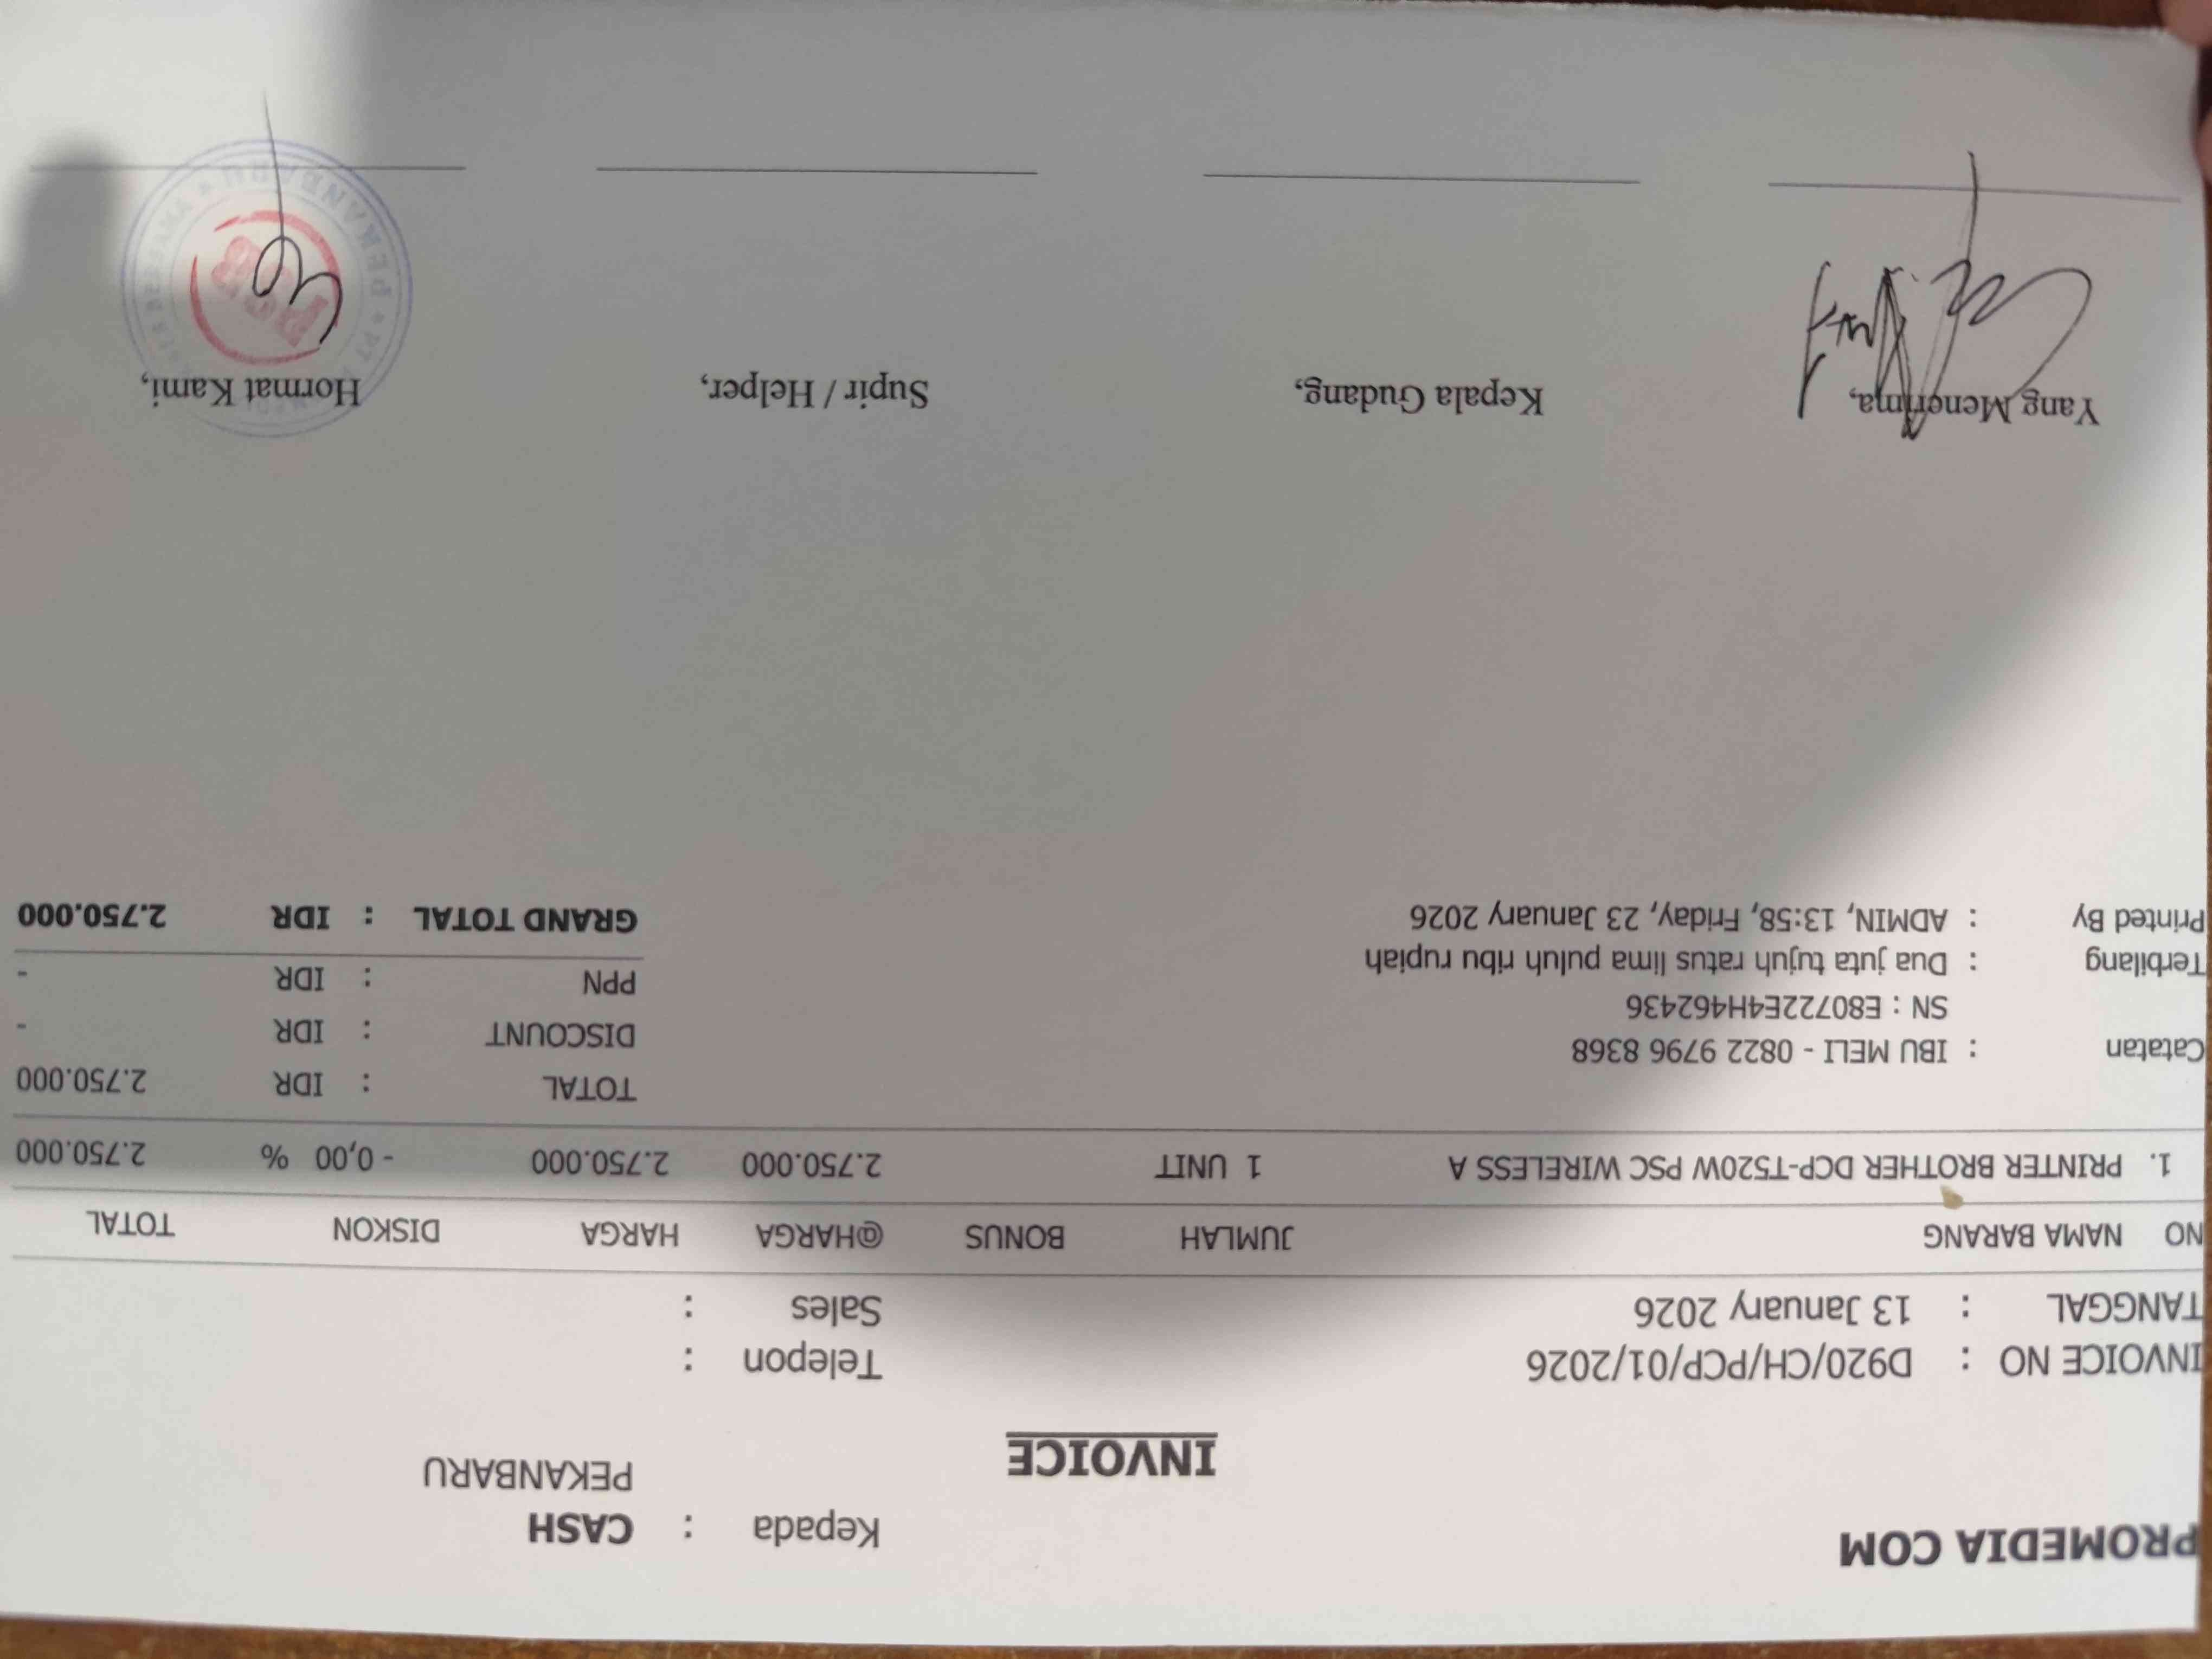 PROMEDIA COM
Kepada : CASH
PEKANBARU
INVOICE
INVOICE NO : D920/CH/PCP/01/2026
Telepon :
TANGGAL : 13 January 2026
Sales :
NO NAMA BARANG JUMLAH BONUS @HARGA HARGA DISKON TOTAL
1. PRINTER BROTHER DCP-T520W PSC WIRELESS A 1 UNIT 2.750.000 2.750.000 - 0,00 % 2.750.000
Catatan : IBU MELI - 0822 9796 8368
SN : E80722E4H462436
Terbilang : Dua juta tujuh ratus lima puluh ribu rupiah
Printed By : ADMIN, 13:58, Friday, 23 January 2026
TOTAL : IDR 2.750.000
DISCOUNT : IDR -
PPN : IDR -
GRAND TOTAL : IDR 2.750.000
Yang Menerima, Kepala Gudang, Supir / Helper, Hormat Kami,
PT
BERSAMA
PEKANBARU